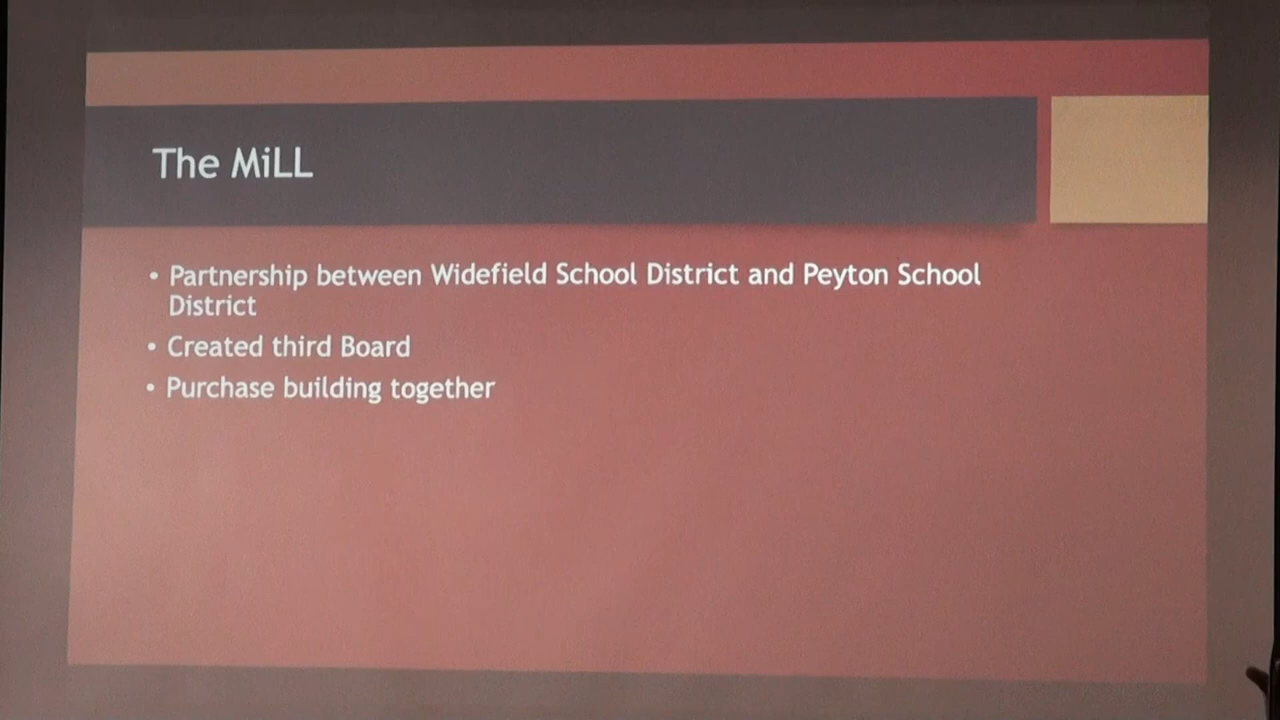 The MiLL
• Partnership between Widefield School District and Peyton School
District
• Created third Board
• Purchase building together